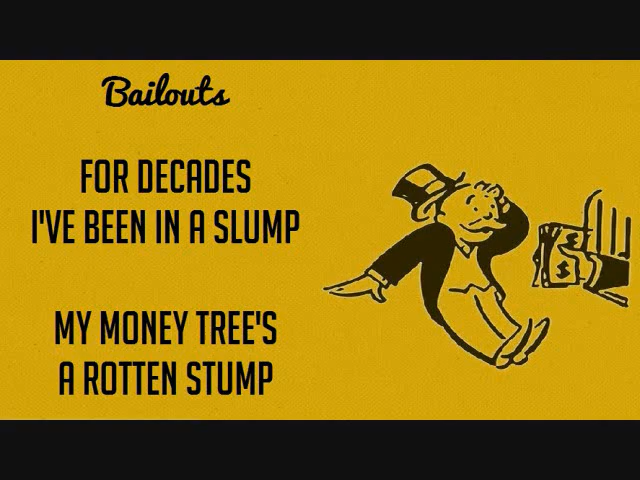 Bailouts
FOR DECADES
I'VE BEEN IN A SLUMP
MY MONEY TREE'S
A ROTTEN STUMP
$
$